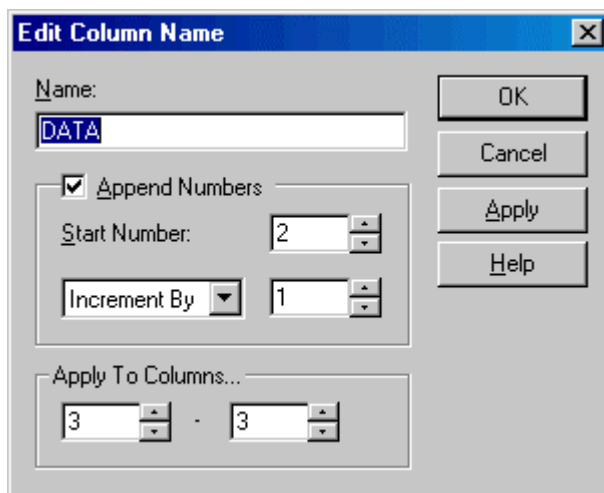 Edit Column Name
Name:
DATA
OK
Cancel
Apply
Help
Append Numbers
Start Number: 2
Increment By 1
Apply To Columns...
3 - 3